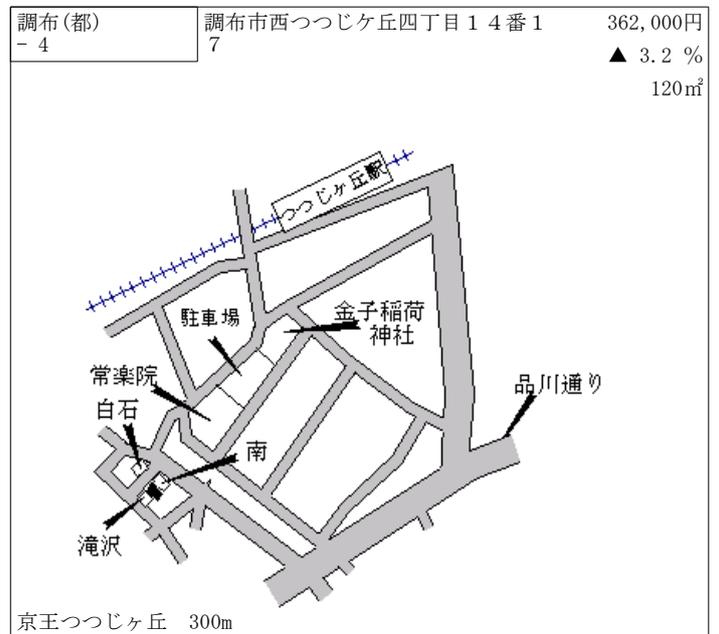 調布(都)
- 4
調布市西つつじケ丘四丁目１４番１
7
362,000円
▲ 3.2 %
120㎡
つつじヶ丘駅
駐車場
金子稲荷
神社
常楽院
白石
品川通り
南
滝沢
京王つつじヶ丘　300m